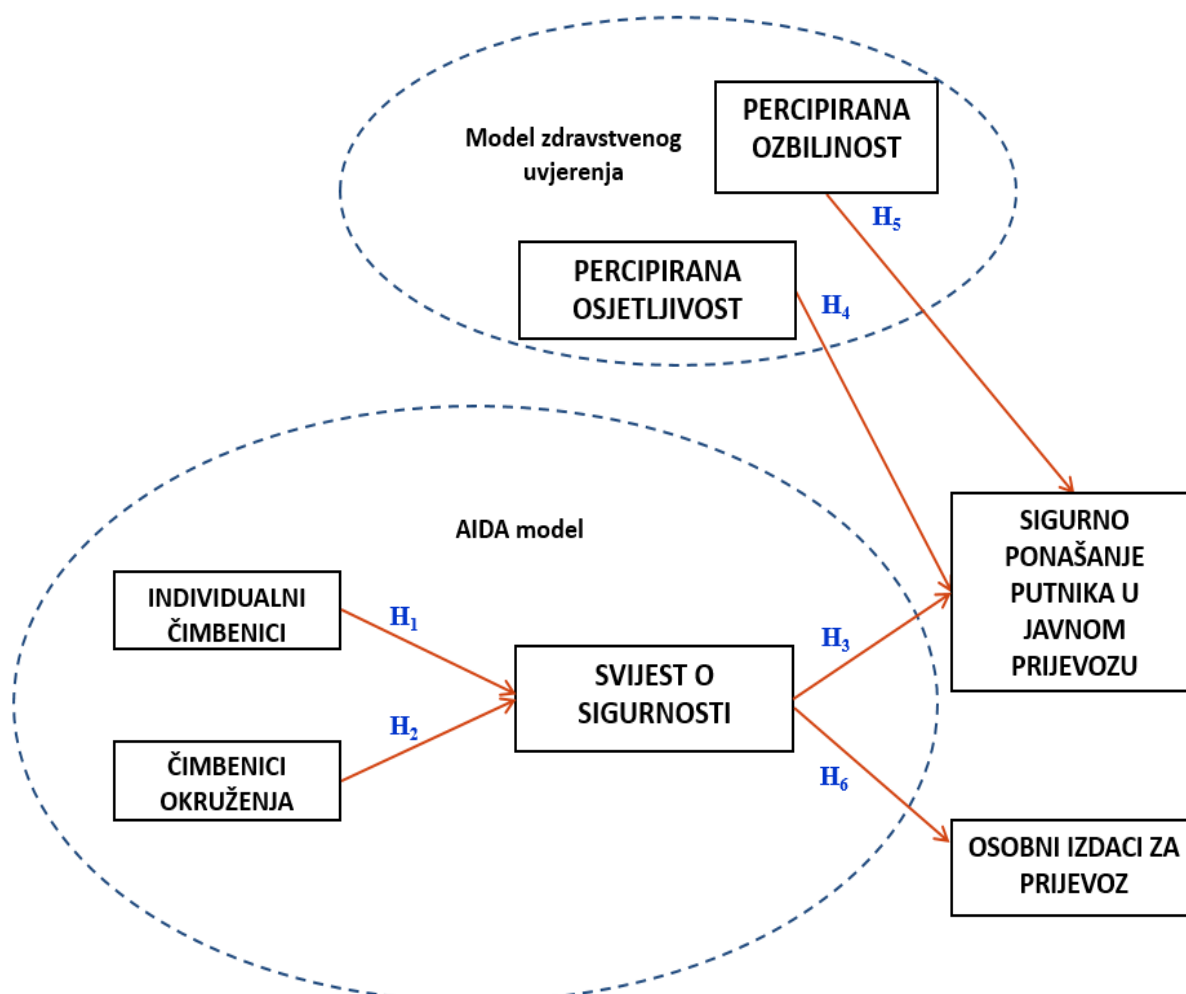 PERCIPIRANA
OZBILJNOST
Model zdravstvenog
uvjerenja
H5
PERCIPIRANA
OSJETLJIVOST
H4
SIGURNO
PONAŠANJE
PUTNIKA U
JAVNOM
PRIJEVOZU
AIDA model
INDIVIDUALNI
ČIMBENICI
H1
H3
SVIJEST O
SIGURNOSTI
H2
ČIMBENICI
OKRUŽENJA
H6
OSOBNI IZDACI ZA
PRIJEVOZ